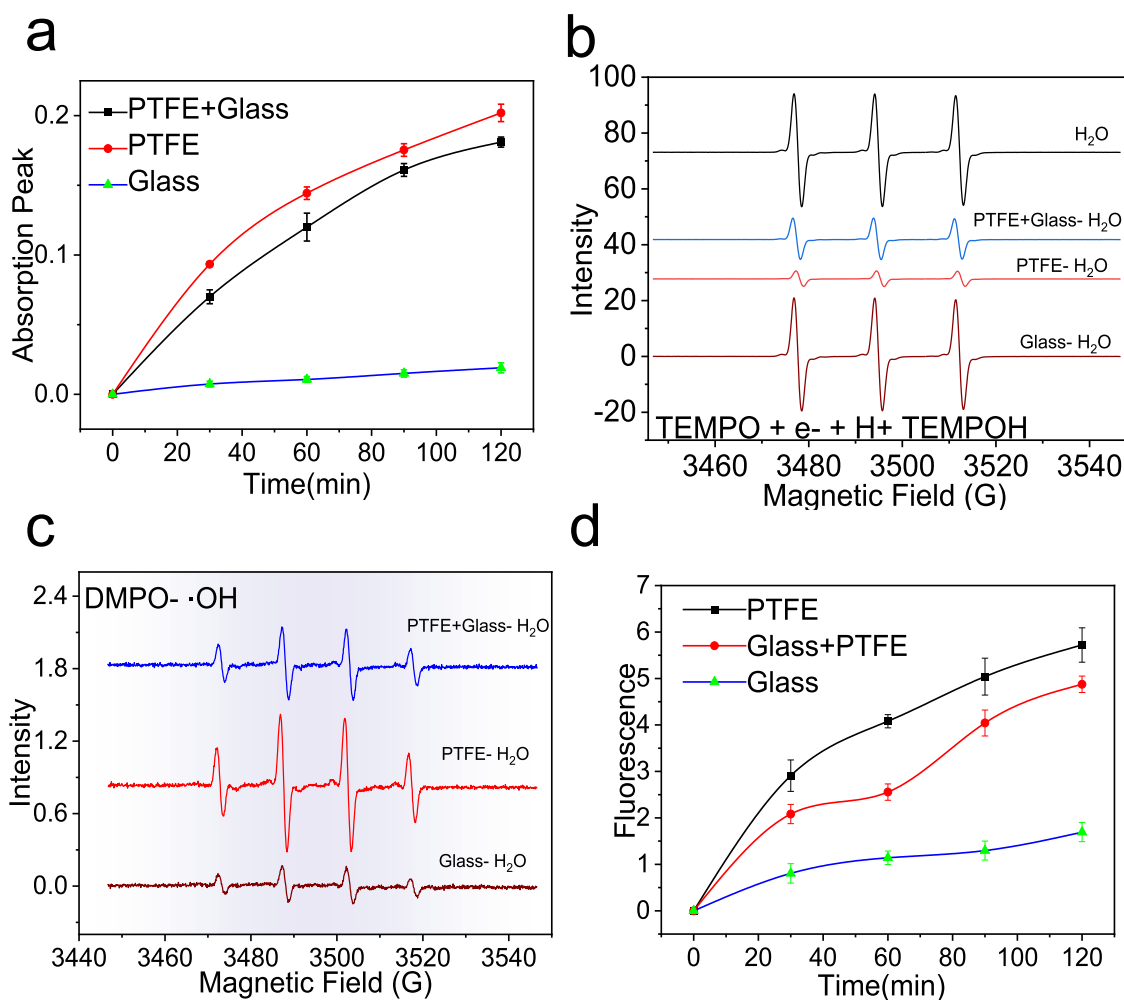 a
0.2
0.1
0.0
Absorption Peak
PTFE+Glass
PTFE
Glass
0 20 40 60 80 100 120
Time(min)
b
100
80
60
40
20
0
-20
Intensity
H₂O
PTFE+Glass- H₂O
PTFE- H₂O
Glass- H₂O
TEMPO + e- + H+ TEMPOH
3460 3480 3500 3520 3540
Magnetic Field (G)
c
2.4
1.8
1.2
0.6
0.0
Intensity
DMPO- ·OH
PTFE+Glass- H₂O
PTFE- H₂O
Glass- H₂O
3440 3460 3480 3500 3520 3540
Magnetic Field (G)
d
7
6
5
4
3
2
1
0
Fluorescence
PTFE
Glass+PTFE
Glass
0 20 40 60 80 100 120
Time(min)